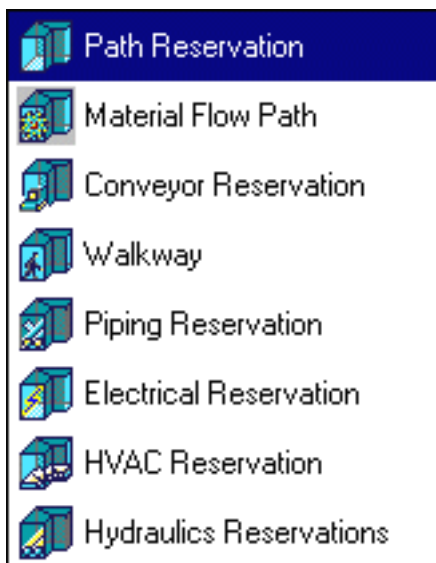 Path Reservation
Material Flow Path
Conveyor Reservation
Walkway
Piping Reservation
Electrical Reservation
HVAC Reservation
Hydraulics Reservations